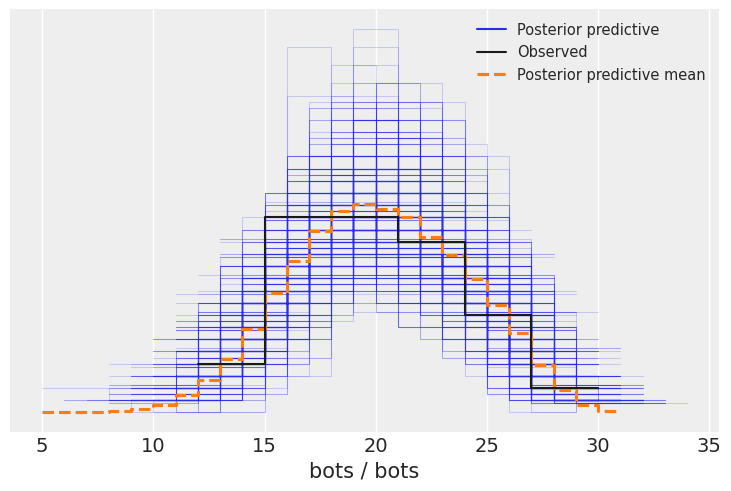 Posterior predictive
Observed
Posterior predictive mean
5 10 15 20 25 30 35
bots / bots